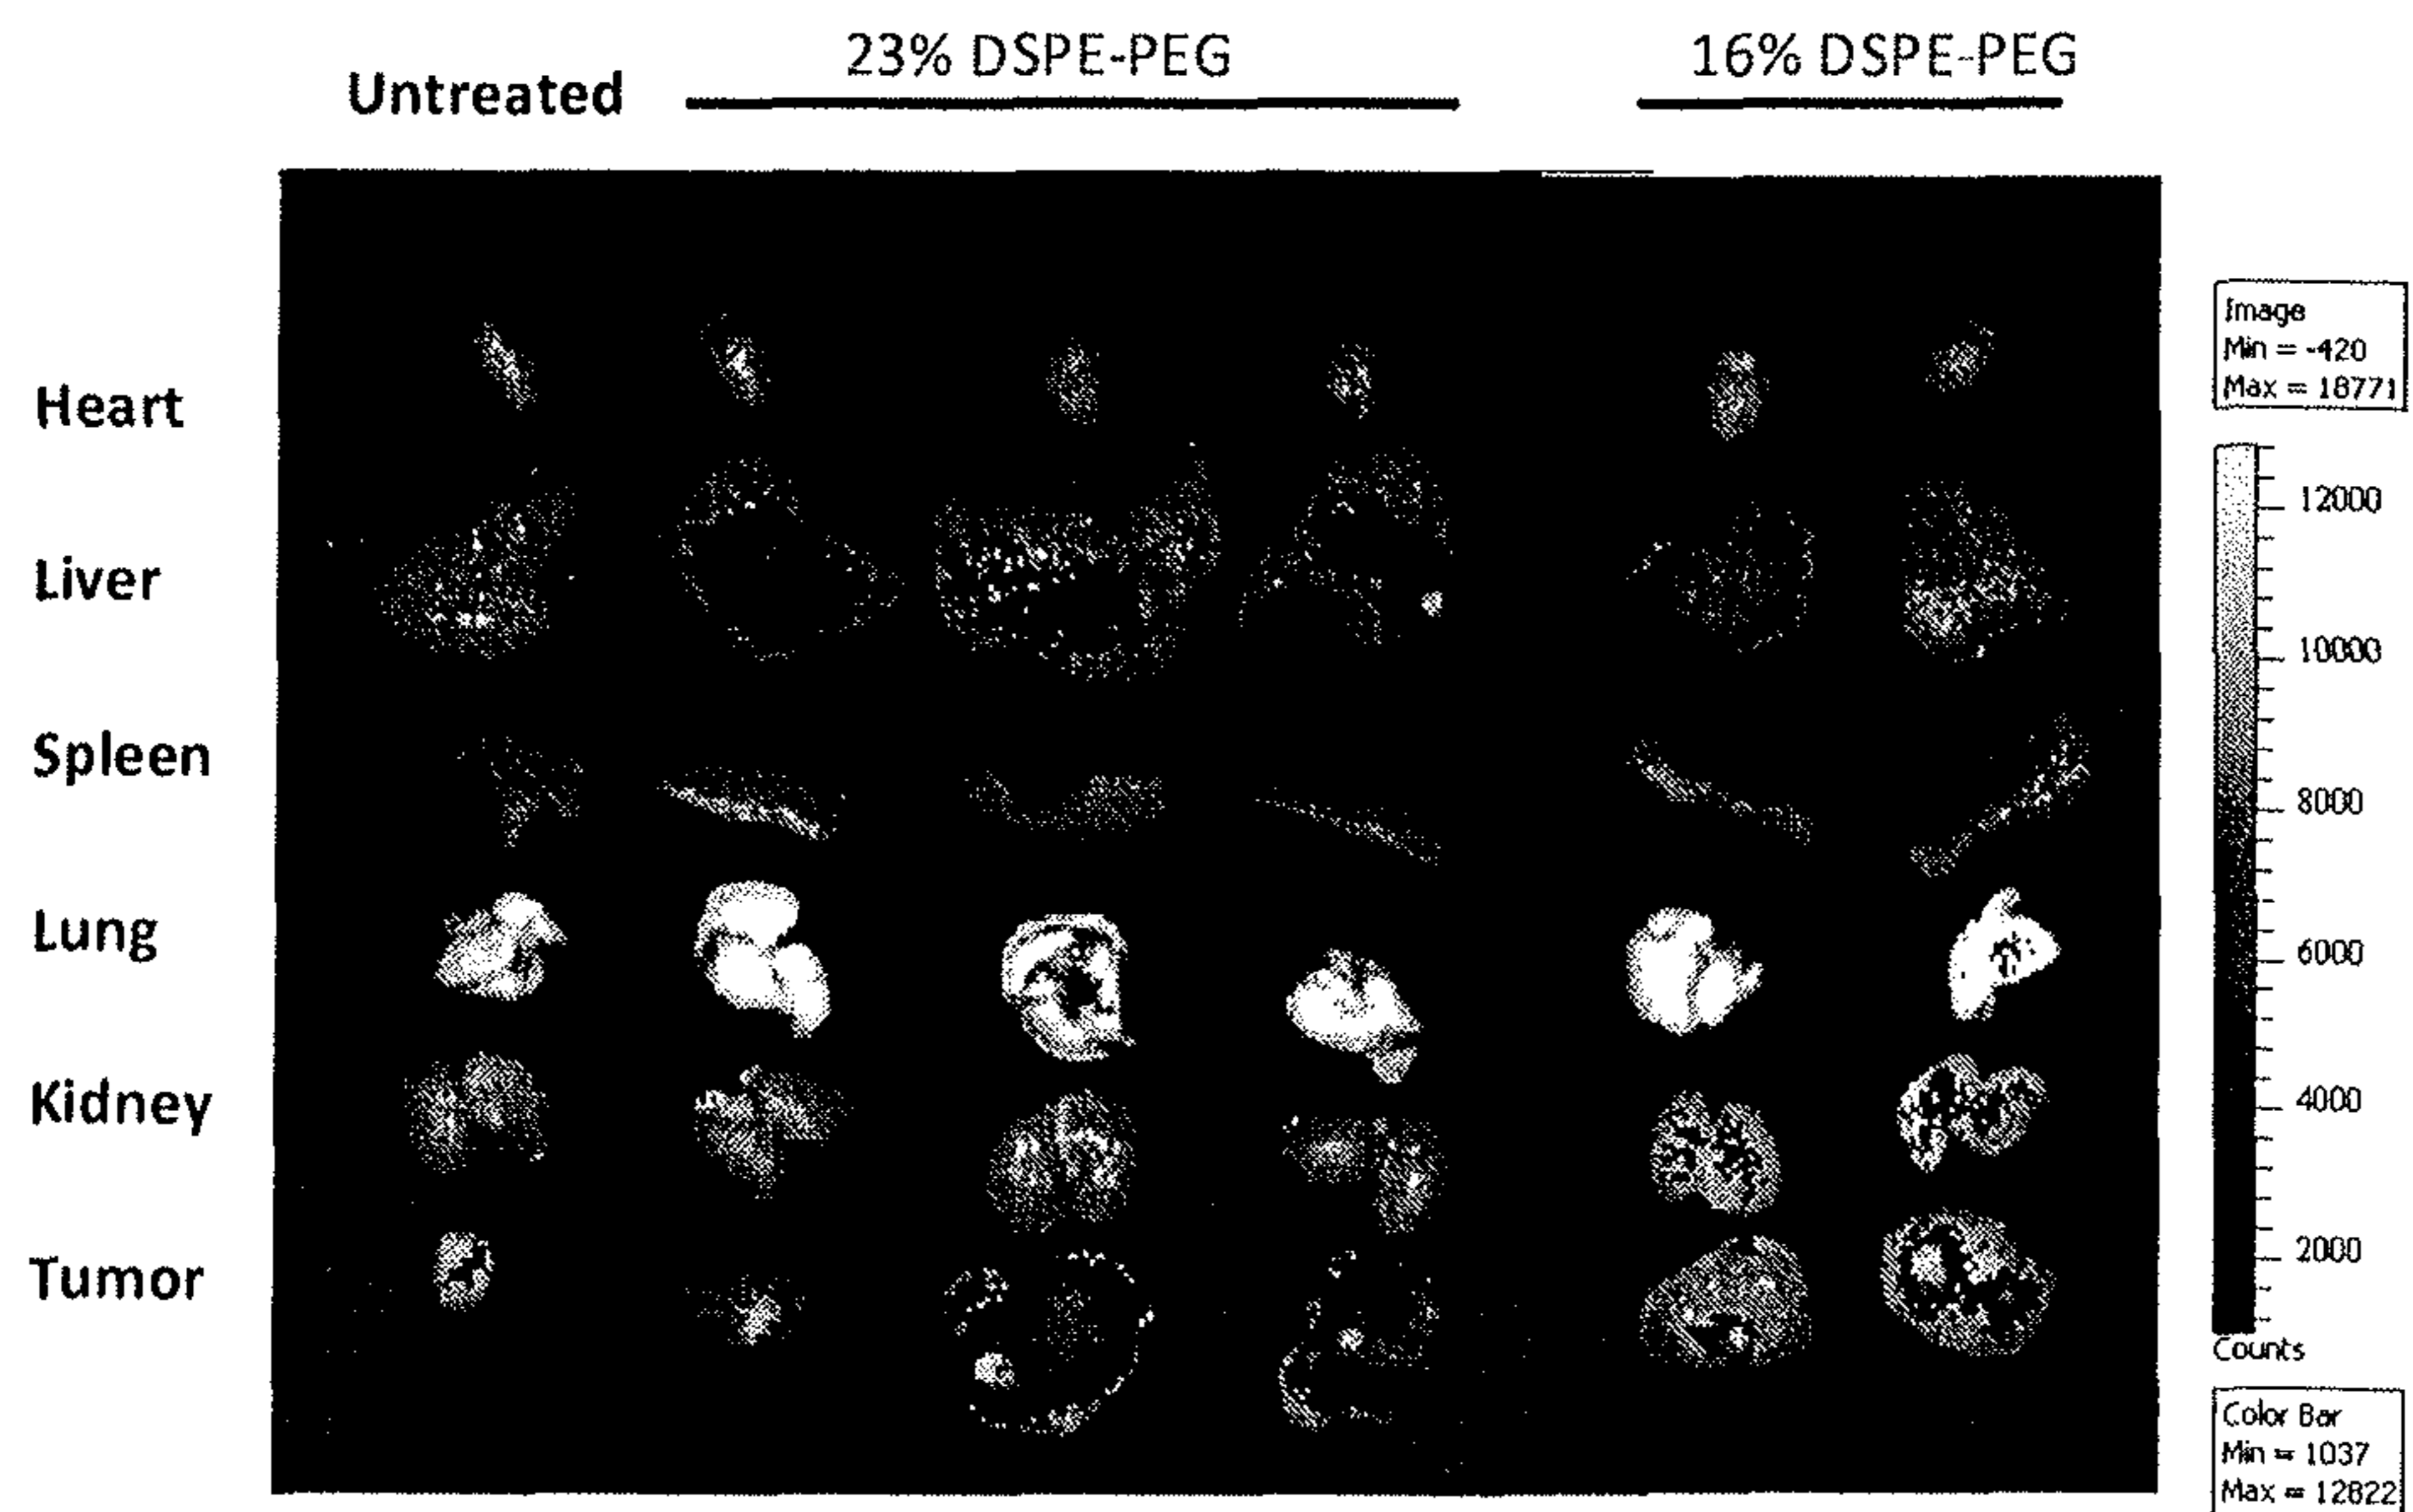 Untreated
23% DSPE-PEG
16% DSPE-PEG
Heart
Liver
Spleen
Lung
Kidney
Tumor
Image
Min = -420
Max = 18771
12000
10000
8000
6000
4000
2000
Counts
Color Bar
Min = 1037
Max = 12822